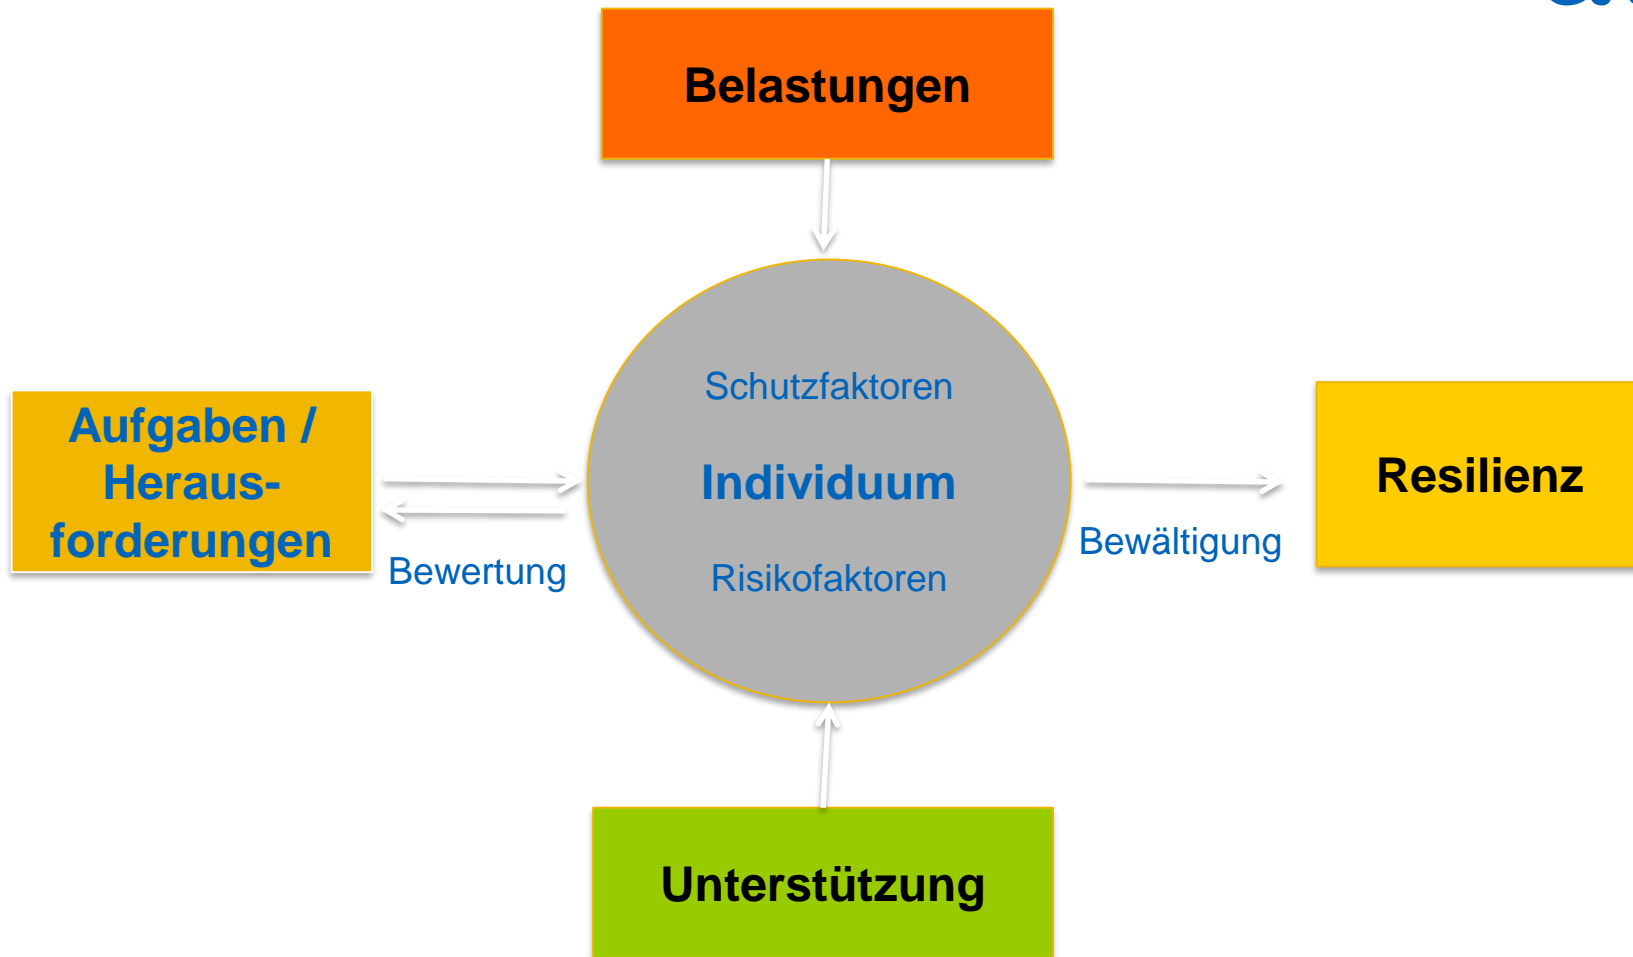 Belastungen
Schutzfaktoren
Aufgaben /
Heraus-
forderungen
Individuum
Resilienz
Bewertung
Bewältigung
Risikofaktoren
Unterstützung